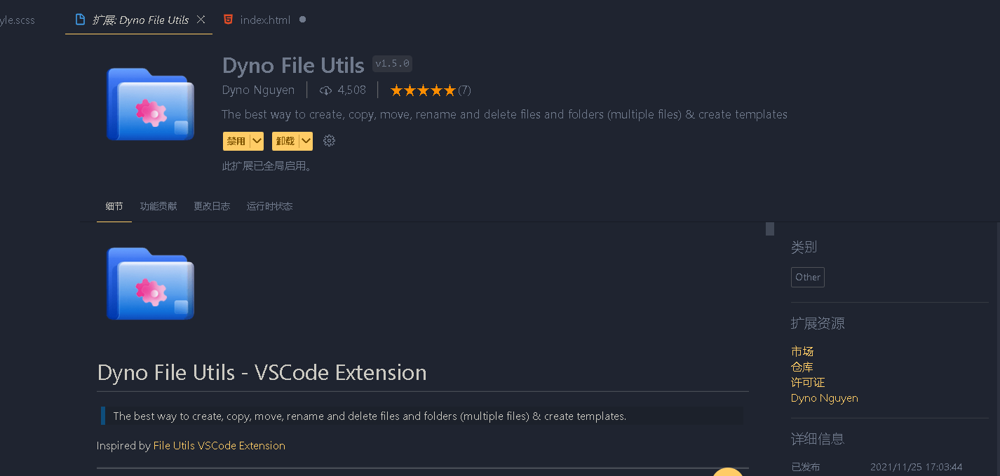 yle.scss
扩展: Dyno File Utils
index.html
Dyno File Utils v1.5.0
Dyno Nguyen 4,508 (7)
The best way to create, copy, move, rename and delete files and folders (multiple files) & create templates
禁用 卸载
此扩展已全局启用。
细节 功能贡献 更改日志 运行时状态
Dyno File Utils - VSCode Extension
The best way to create, copy, move, rename and delete files and folders (multiple files) & create templates.
Inspired by File Utils VSCode Extension
类别
Other
扩展资源
市场
仓库
许可证
Dyno Nguyen
详细信息
已发布 2021/11/25 17:03:44